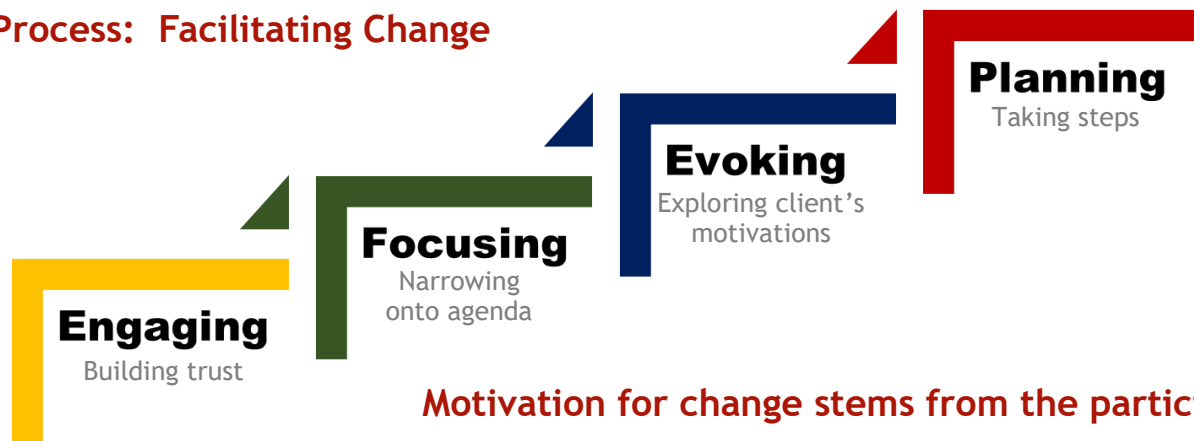 Process: Facilitating Change
Planning
Taking steps
Evoking
Exploring client’s
motivations
Focusing
Narrowing
onto agenda
Engaging
Building trust
Motivation for change stems from the partic